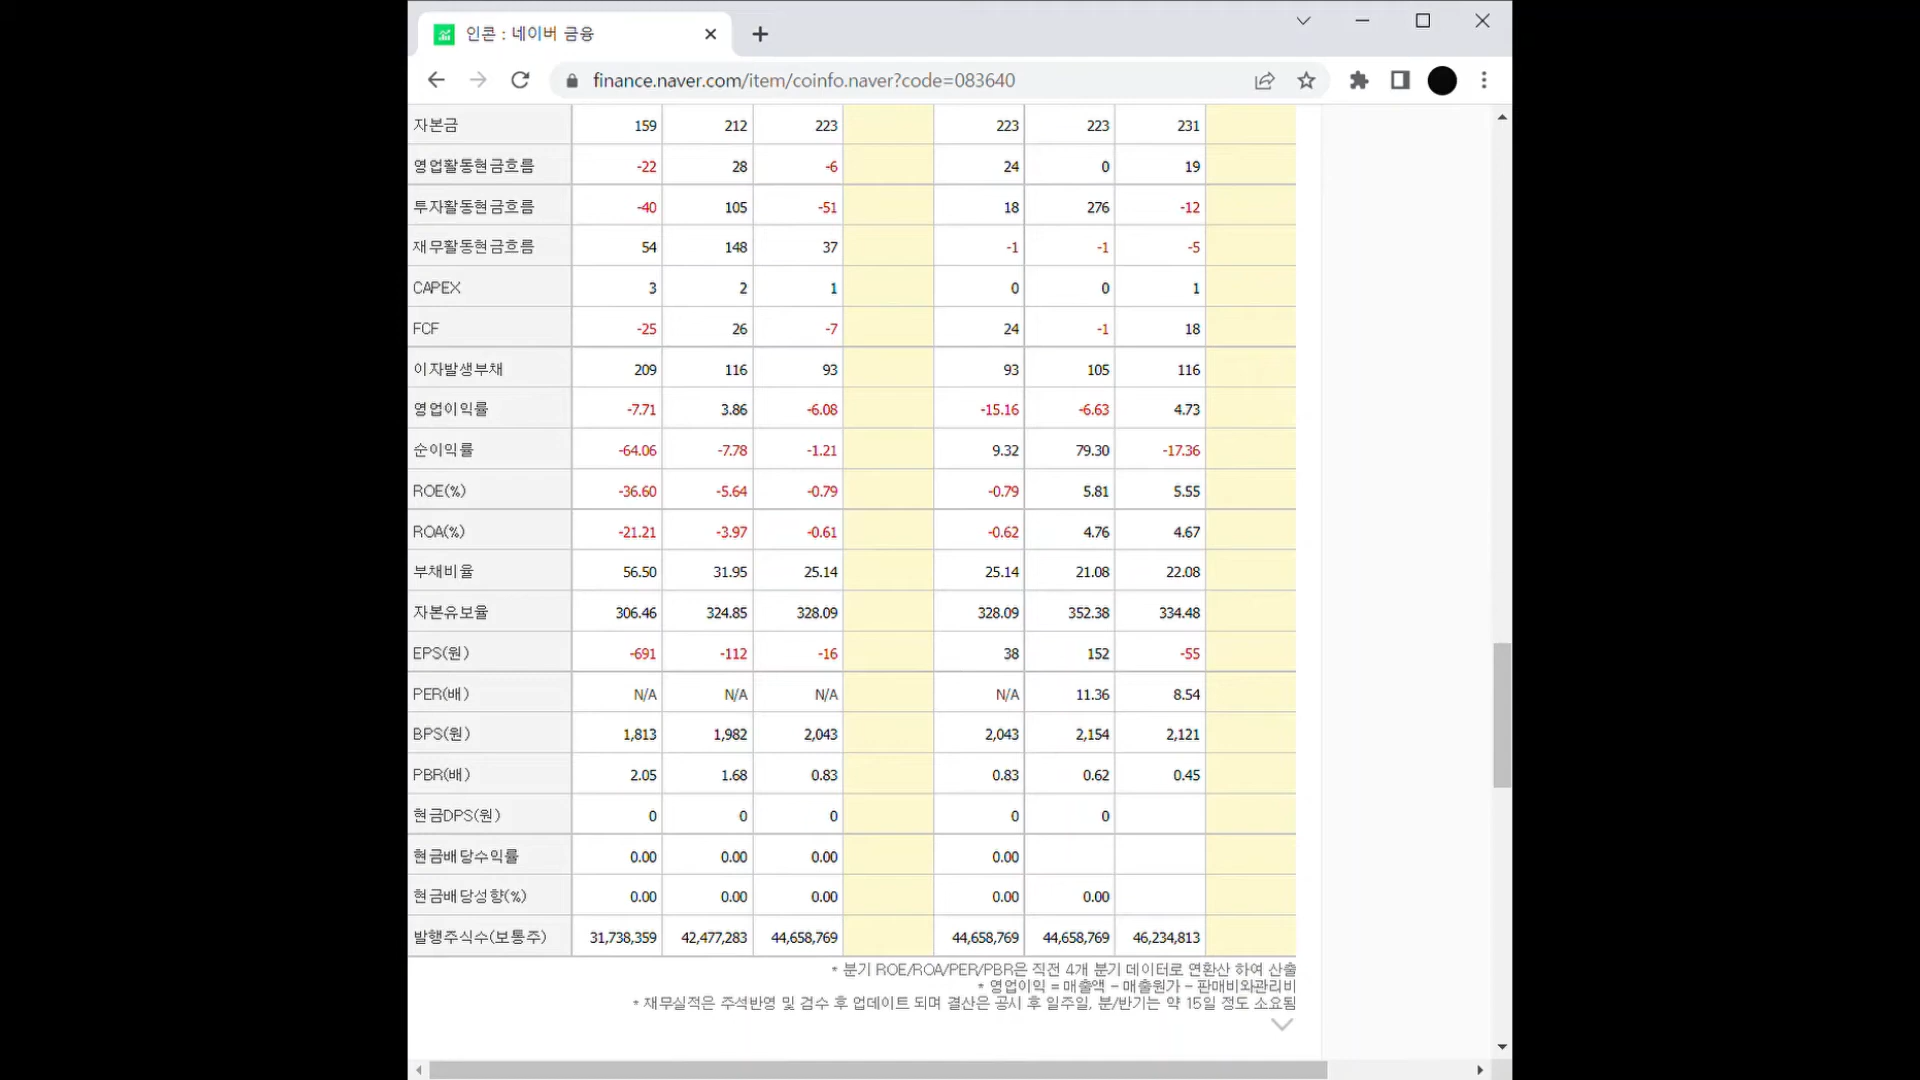 인콘 : 네이버 금융
finance.naver.com/item/coinfo.naver?code=083640
자본금 159 212 223 223 223 231
영업활동현금흐름 -22 28 -6 24 0 19
투자활동현금흐름 -40 105 -51 18 276 -12
재무활동현금흐름 54 148 37 -1 -1 -5
CAPEX 3 2 1 0 0 1
FCF -25 26 -7 24 -1 18
이자발생부채 209 116 93 93 105 116
영업이익률 -7.71 3.86 -6.08 -15.16 -6.63 4.73
순이익률 -64.06 -7.78 -1.21 9.32 79.30 -17.36
ROE(%) -36.60 -5.64 -0.79 -0.79 5.81 5.55
ROA(%) -21.21 -3.97 -0.61 -0.62 4.76 4.67
부채비율 56.50 31.95 25.14 25.14 21.08 22.08
자본유보율 306.46 324.85 328.09 328.09 352.38 334.48
EPS(원) -691 -112 -16 38 152 -55
PER(배) N/A N/A N/A N/A 11.36 8.54
BPS(원) 1,813 1,982 2,043 2,043 2,154 2,121
PBR(배) 2.05 1.68 0.83 0.83 0.62 0.45
현금DPS(원) 0 0 0 0 0
현금배당수익률 0.00 0.00 0.00 0.00
현금배당성향(%) 0.00 0.00 0.00 0.00 0.00
발행주식수(보통주) 31,738,359 42,477,283 44,658,769 44,658,769 44,658,769 46,234,813
* 분기 ROE/ROA/PER/PBR은 직전 4개 분기 데이터로 연환산 하여 산출
* 영업이익 = 매출액 - 매출원가 - 판매비와관리비
* 재무실적은 주석반영 및 검수 후 업데이트 되며 결산은 공시 후 일주일, 분/반기는 약 15일 정도 소요됨